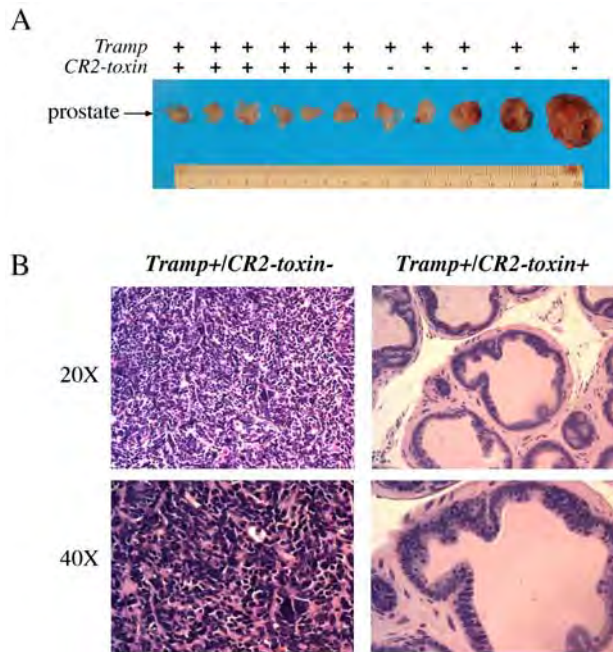 A
Tramp + + + + + + + + + + +
CR2-toxin + + + + + + - - - - -
prostate
B
Tramp+/CR2-toxin- Tramp+/CR2-toxin+
20X
40X